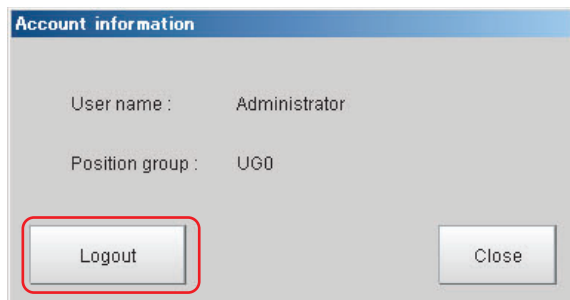 Account information
User name : Administrator
Position group : UG0
Logout Close